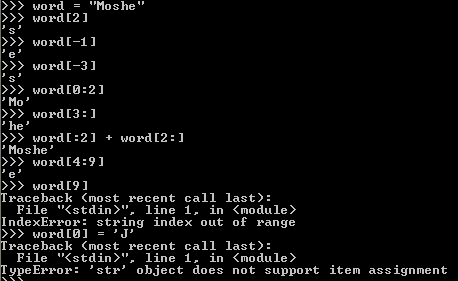 >>> word = "Moshe"
>>> word[2]
's'
>>> word[-1]
'e'
>>> word[-3]
's'
>>> word[0:2]
'Mo'
>>> word[3:]
'he'
>>> word[:2] + word[2:]
'Moshe'
>>> word[4:9]
'e'
>>> word[9]
Traceback (most recent call last):
  File "<stdin>", line 1, in <module>
IndexError: string index out of range
>>> word[0] = 'J'
Traceback (most recent call last):
  File "<stdin>", line 1, in <module>
TypeError: 'str' object does not support item assignment
>>>